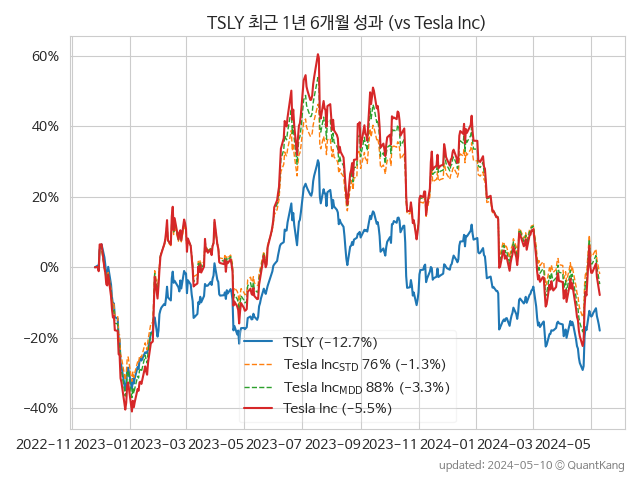 TSLY 최근 1년 6개월 성과 (vs Tesla Inc)
60%
40%
20%
0%
−20%
−40%
TSLY (−12.7%)
Tesla IncSTD 76% (−1.3%)
Tesla IncMDD 88% (−3.3%)
Tesla Inc (−5.5%)
2022-11 2023-01 2023-03 2023-05 2023-07 2023-09 2023-11 2024-01 2024-03 2024-05
updated: 2024-05-10 © QuantKang